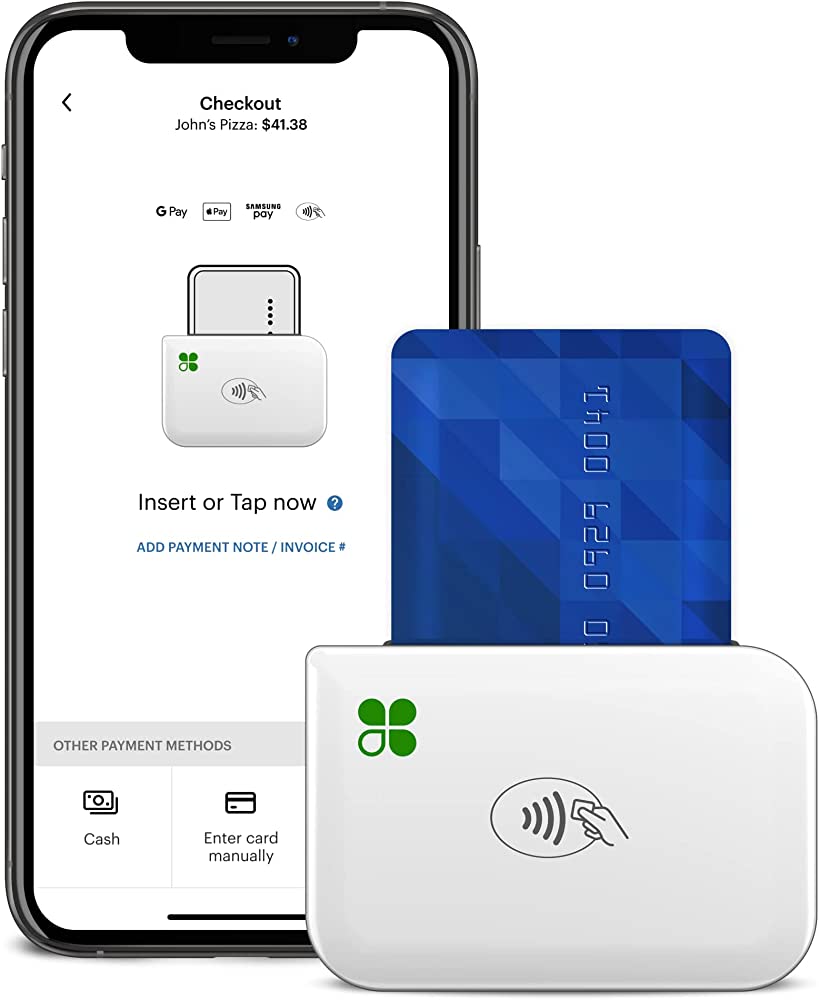 Checkout
John's Pizza: $41.38
G Pay
Pay
SAMSUNG
pay
Insert or Tap now ?
ADD PAYMENT NOTE / INVOICE #
OTHER PAYMENT METHODS
Cash
Enter card
manually